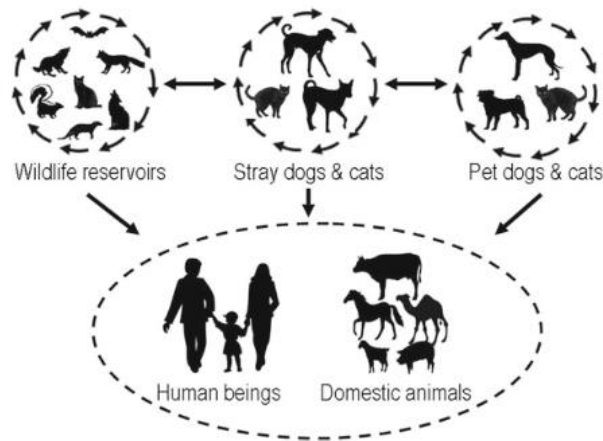 Wildlife reservoirs
Stray dogs & cats
Pet dogs & cats
Human beings
Domestic animals